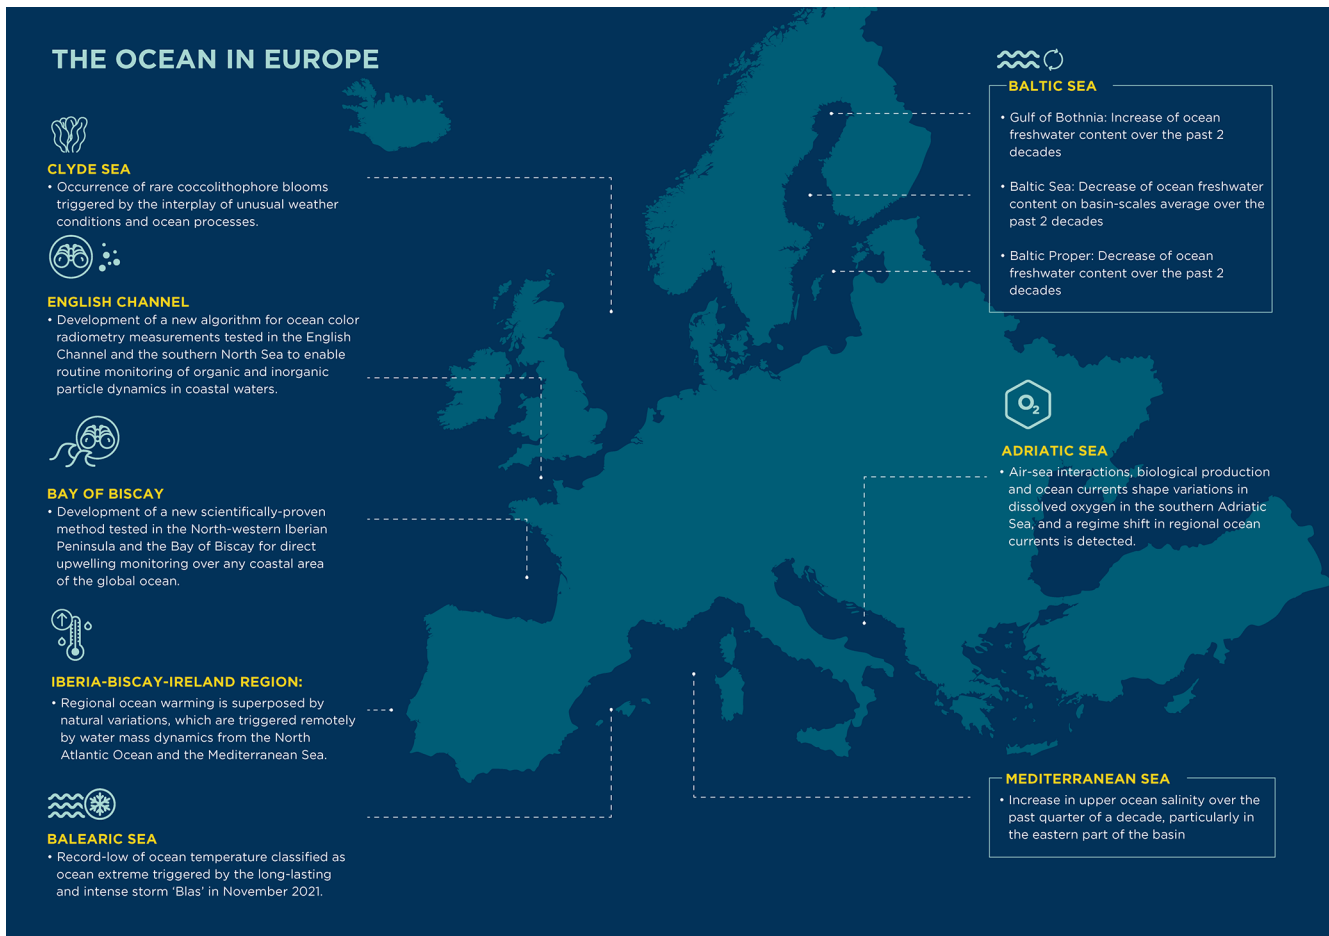 THE OCEAN IN EUROPE
CLYDE SEA
• Occurrence of rare coccolithophore blooms
triggered by the interplay of unusual weather
conditions and ocean processes.
ENGLISH CHANNEL
• Development of a new algorithm for ocean color
radiometry measurements tested in the English
Channel and the southern North Sea to enable
routine monitoring of organic and inorganic
particle dynamics in coastal waters.
BAY OF BISCAY
• Development of a new scientifically-proven
method tested in the North-western Iberian
Peninsula and the Bay of Biscay for direct
upwelling monitoring over any coastal area
of the global ocean.
IBERIA-BISCAY-IRELAND REGION:
• Regional ocean warming is superposed by
natural variations, which are triggered remotely
by water mass dynamics from the North
Atlantic Ocean and the Mediterranean Sea.
BALEARIC SEA
• Record-low of ocean temperature classified as
ocean extreme triggered by the long-lasting
and intense storm ‘Blas’ in November 2021.
BALTIC SEA
• Gulf of Bothnia: Increase of ocean
freshwater content over the past 2
decades
• Baltic Sea: Decrease of ocean freshwater
content on basin-scales average over the
past 2 decades
• Baltic Proper: Decrease of ocean
freshwater content over the past 2
decades
O2
ADRIATIC SEA
• Air-sea interactions, biological production
and ocean currents shape variations in
dissolved oxygen in the southern Adriatic
Sea, and a regime shift in regional ocean
currents is detected.
MEDITERRANEAN SEA
• Increase in upper ocean salinity over the
past quarter of a decade, particularly in
the eastern part of the basin